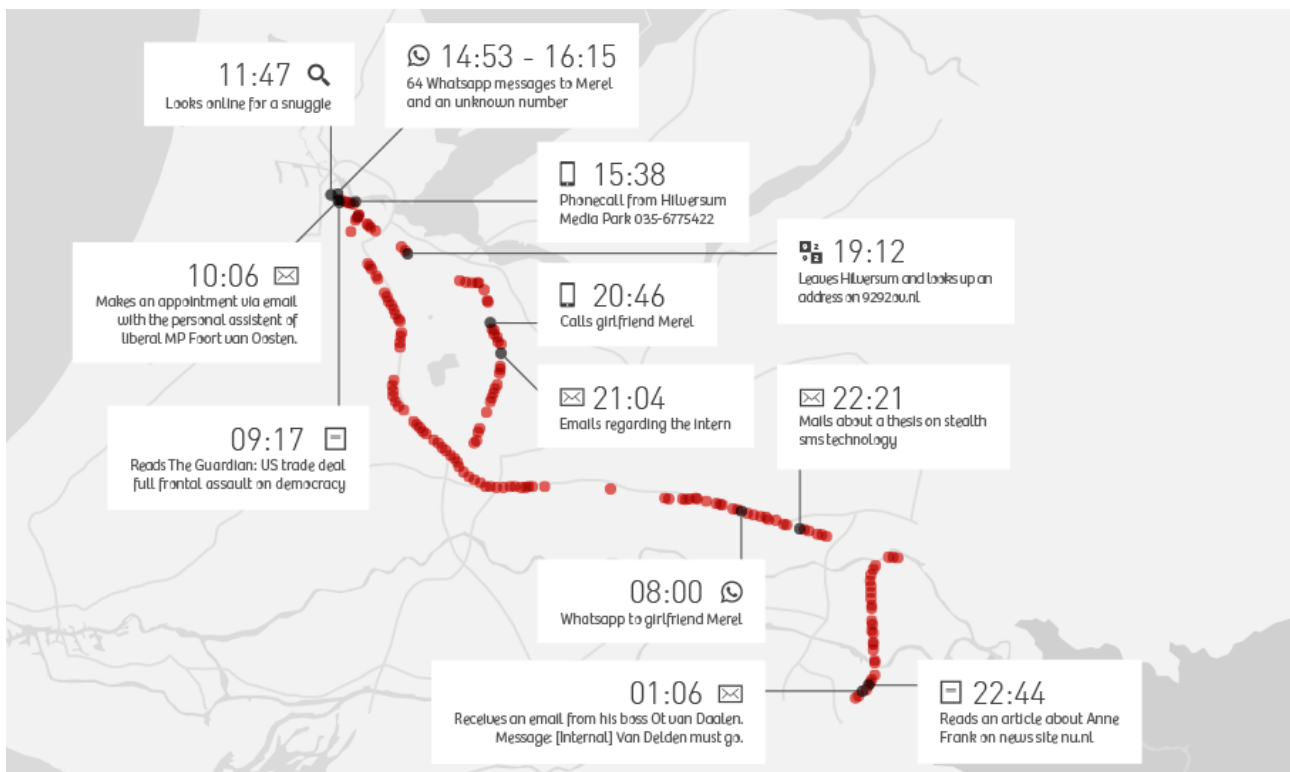 11:47
Looks online for a snuggle
14:53 - 16:15
64 Whatsapp messages to Merel
and an unknown number
15:38
Phonecall from Hilversum
Media Park 035-6775422
10:06
Makes an appointment via email
with the personal assistent of
liberal MP Foort van Oosten.
19:12
Leaves Hilversum and looks up an
address on 9292ov.nl
20:46
Calls girlfriend Merel
21:04
Emails regarding the intern
22:21
Mails about a thesis on stealth
sms technology
09:17
Reads The Guardian: US trade deal
full frontal assault on democracy
08:00
Whatsapp to girlfriend Merel
01:06
Receives an email from his boss Ot van Daalen.
Message: [Internal] Van Delden must go.
22:44
Reads an article about Anne
Frank on news site nu.nl